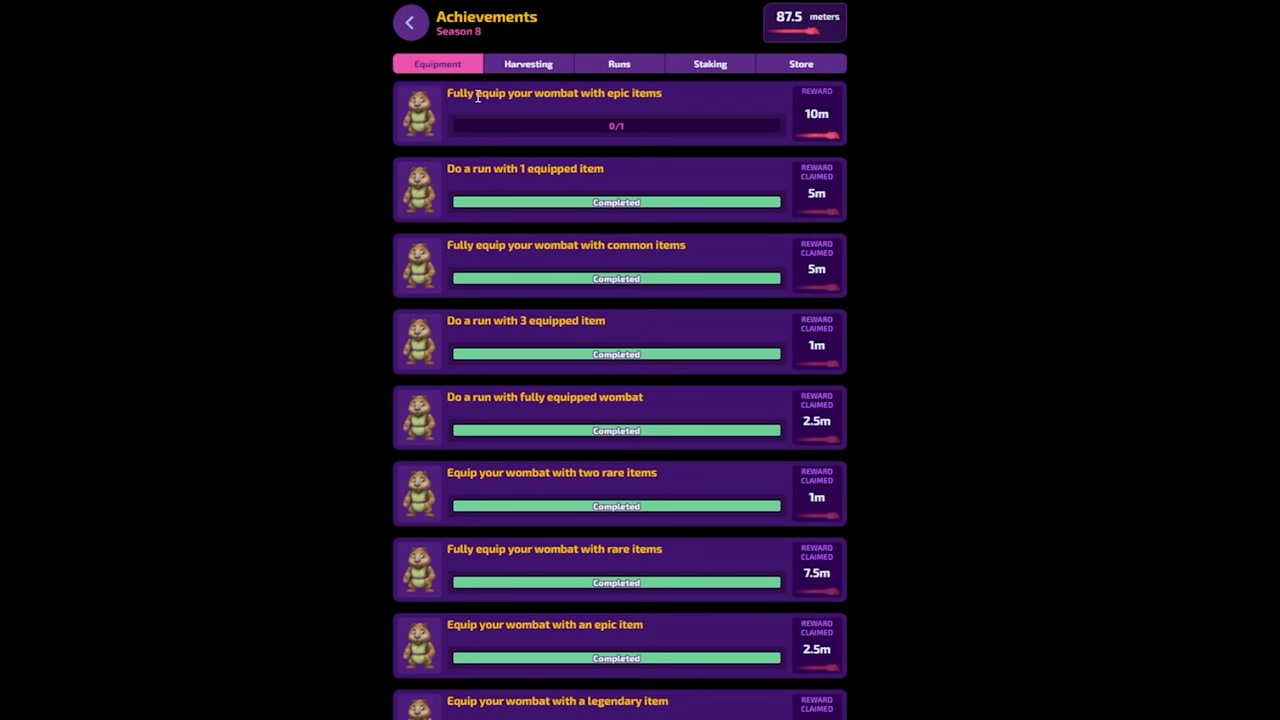 Achievements
Season 8
87.5 meters
Equipment
Harvesting
Runs
Staking
Store
Fully equip your wombat with epic items
0/1
REWARD
10m
Do a run with 1 equipped item
Completed
REWARD
CLAIMED
5m
Fully equip your wombat with common items
Completed
REWARD
CLAIMED
5m
Do a run with 3 equipped item
Completed
REWARD
CLAIMED
1m
Do a run with fully equipped wombat
Completed
REWARD
CLAIMED
2.5m
Equip your wombat with two rare items
Completed
REWARD
CLAIMED
1m
Fully equip your wombat with rare items
Completed
REWARD
CLAIMED
7.5m
Equip your wombat with an epic item
Completed
REWARD
CLAIMED
2.5m
Equip your wombat with a legendary item
REWARD
CLAIMED